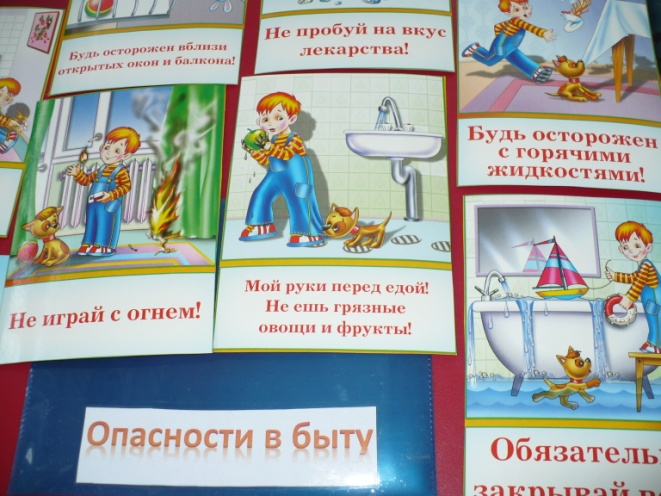 Будь осторожен вблизи
открытых окон и балкона!
Не пробуй на вкус
лекарства!
Будь осторожен
с горячими
жидкостями!
Не играй с огнем!
Мой руки перед едой!
Не ешь грязные
овощи и фрукты!
Обязатель
закрывай
Опасности в быту